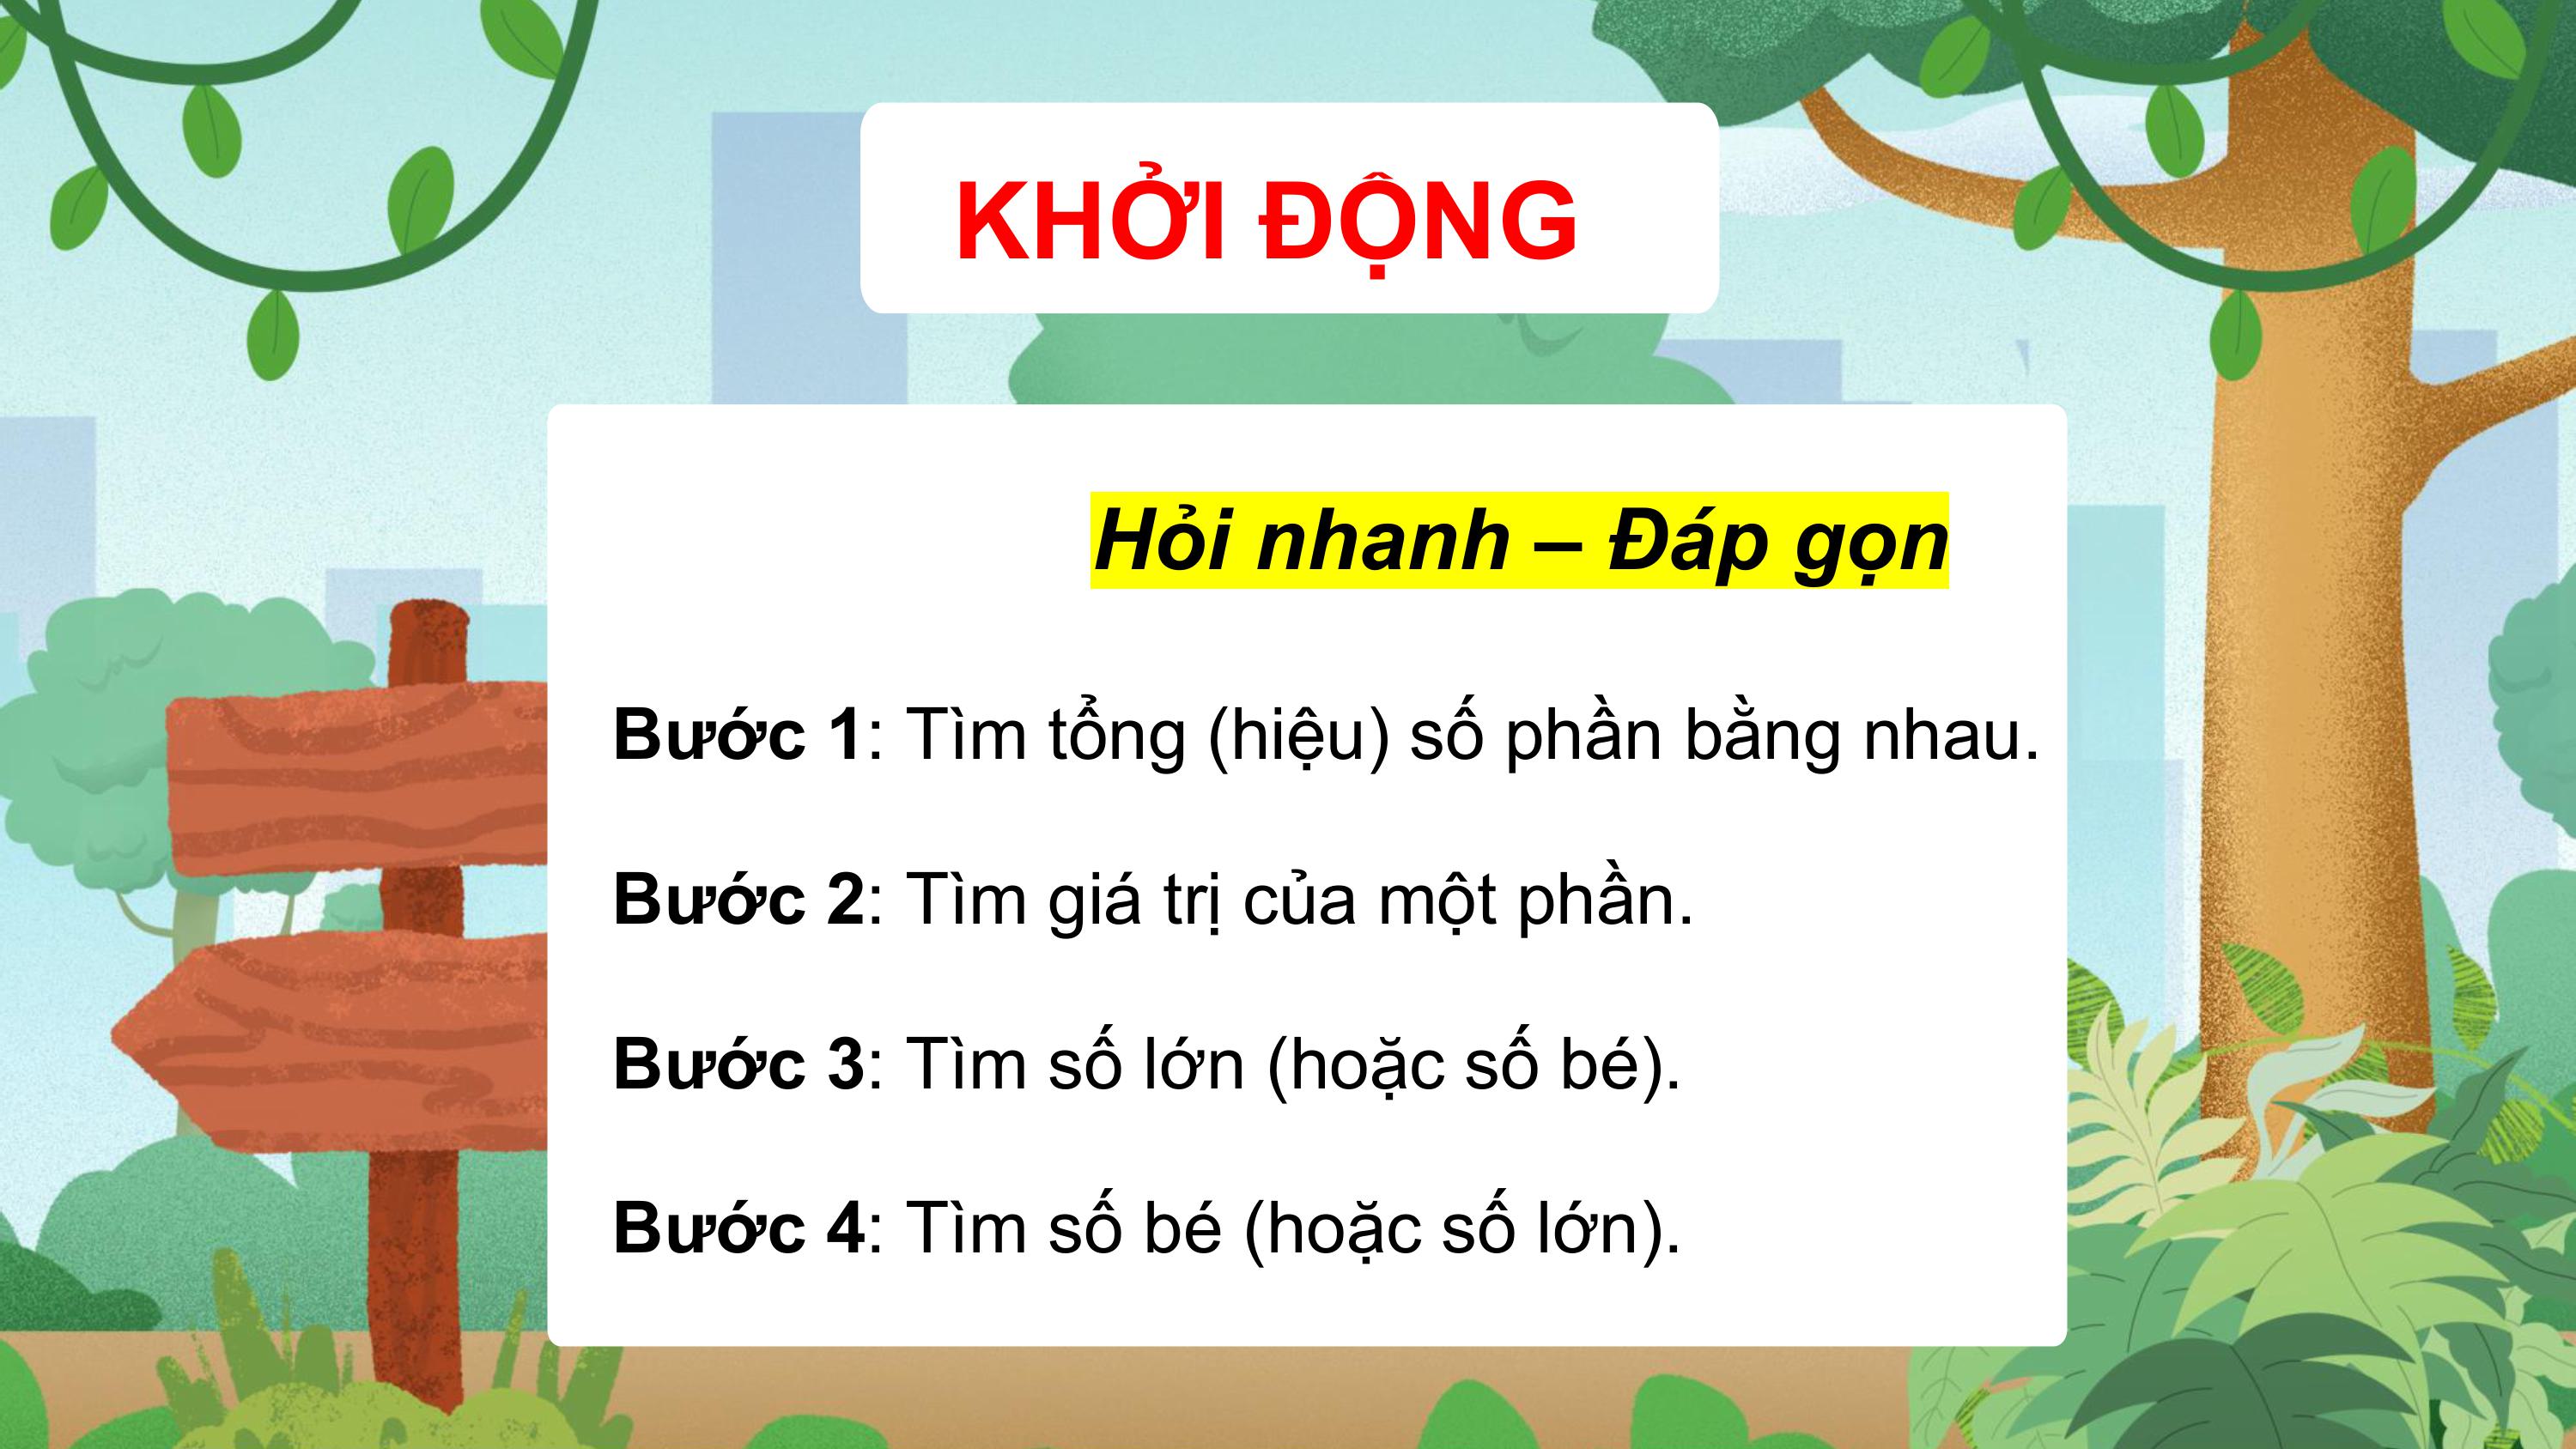 KHỞI ĐỘNG
Hỏi nhanh – Đáp gọn
Bước 1: Tìm tổng (hiệu) số phần bằng nhau.
Bước 2: Tìm giá trị của một phần.
Bước 3: Tìm số lớn (hoặc số bé).
Bước 4: Tìm số bé (hoặc số lớn).